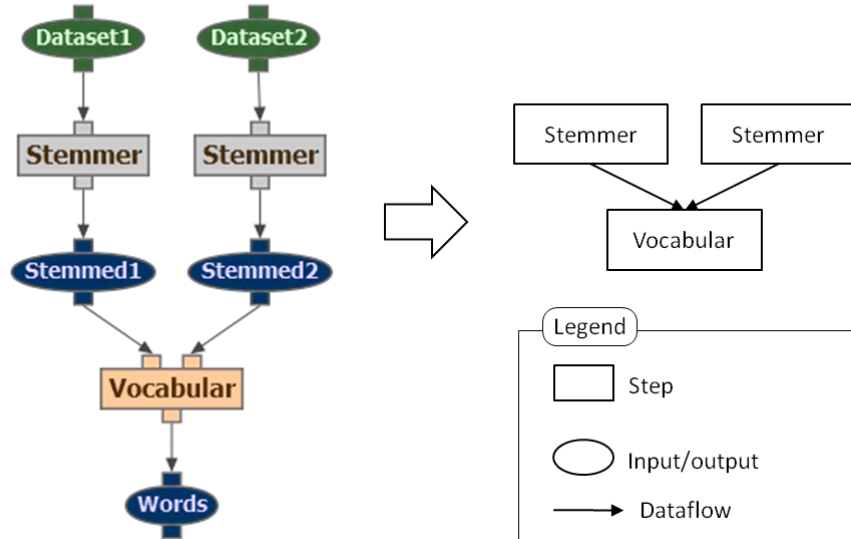 Dataset1
Dataset2
Stemmer
Stemmer
Stemmed1
Stemmed2
Vocabular
Words
Stemmer
Stemmer
Vocabular
Legend
Step
Input/output
Dataflow